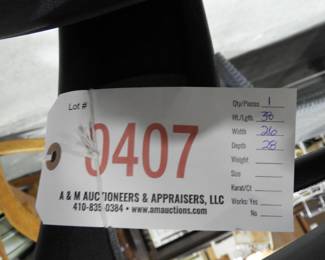 Lot #
0407
A & M AUCTIONEERS & APPRAISERS, LLC
410-835-0384 • www.amauctions.com
Qty/Pieces 1
Ht./Lgth. 38
Width 26
Depth 28
Weight
Size
Karat/Ct
Works: Yes
No